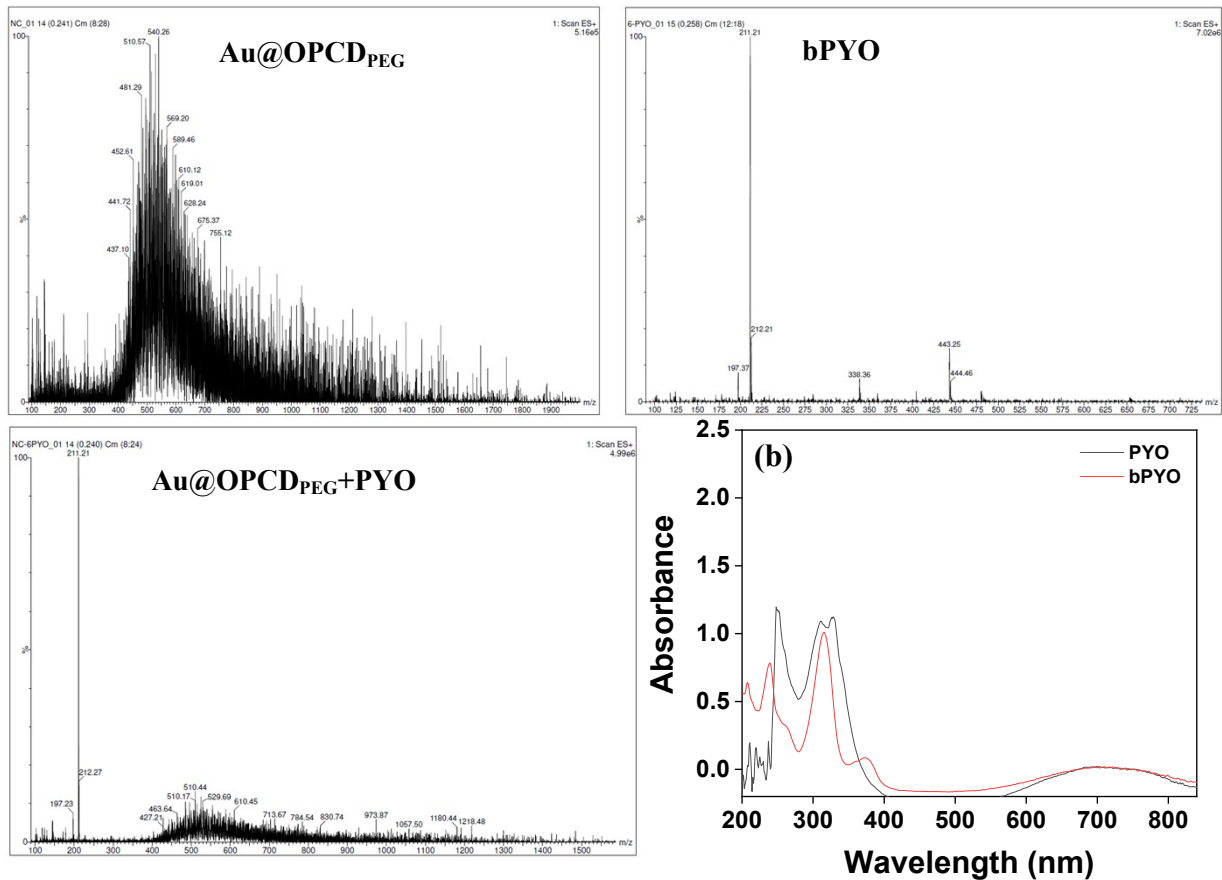 NC_01 14 (0.241) Cm (8:28)
1: Scan ES+
5.16e5
Au@OPCDPEG
100
%
0
540.26
510.57
481.29
569.20
589.46
452.61
610.12
619.01
441.72
628.24
675.37
755.12
437.10
100 200 300 400 500 600 700 800 900 1000 1100 1200 1300 1400 1500 1600 1700 1800 1900
m/z
6-PYO_01 15 (0.258) Cm (12:18)
1: Scan ES+
7.02e6
bPYO
100
%
0
211.21
212.21
197.37
338.36
443.25
444.46
100 125 150 175 200 225 250 275 300 325 350 375 400 425 450 475 500 525 550 575 600 625 650 675 700 725
m/z
NC-6PYO_01 14 (0.240) Cm (8:24)
1: Scan ES+
4.99e6
Au@OPCDPEG+PYO
100
%
0
211.21
212.27
197.23
510.44
510.17
529.69
463.64
610.45
427.21
713.67
784.54
830.74
973.87
1057.50
1180.44
1218.48
100 200 300 400 500 600 700 800 900 1000 1100 1200 1300 1400 1500
m/z
(b)
PYO
bPYO
Absorbance
2.5
2.0
1.5
1.0
0.5
0.0
200 300 400 500 600 700 800
Wavelength (nm)